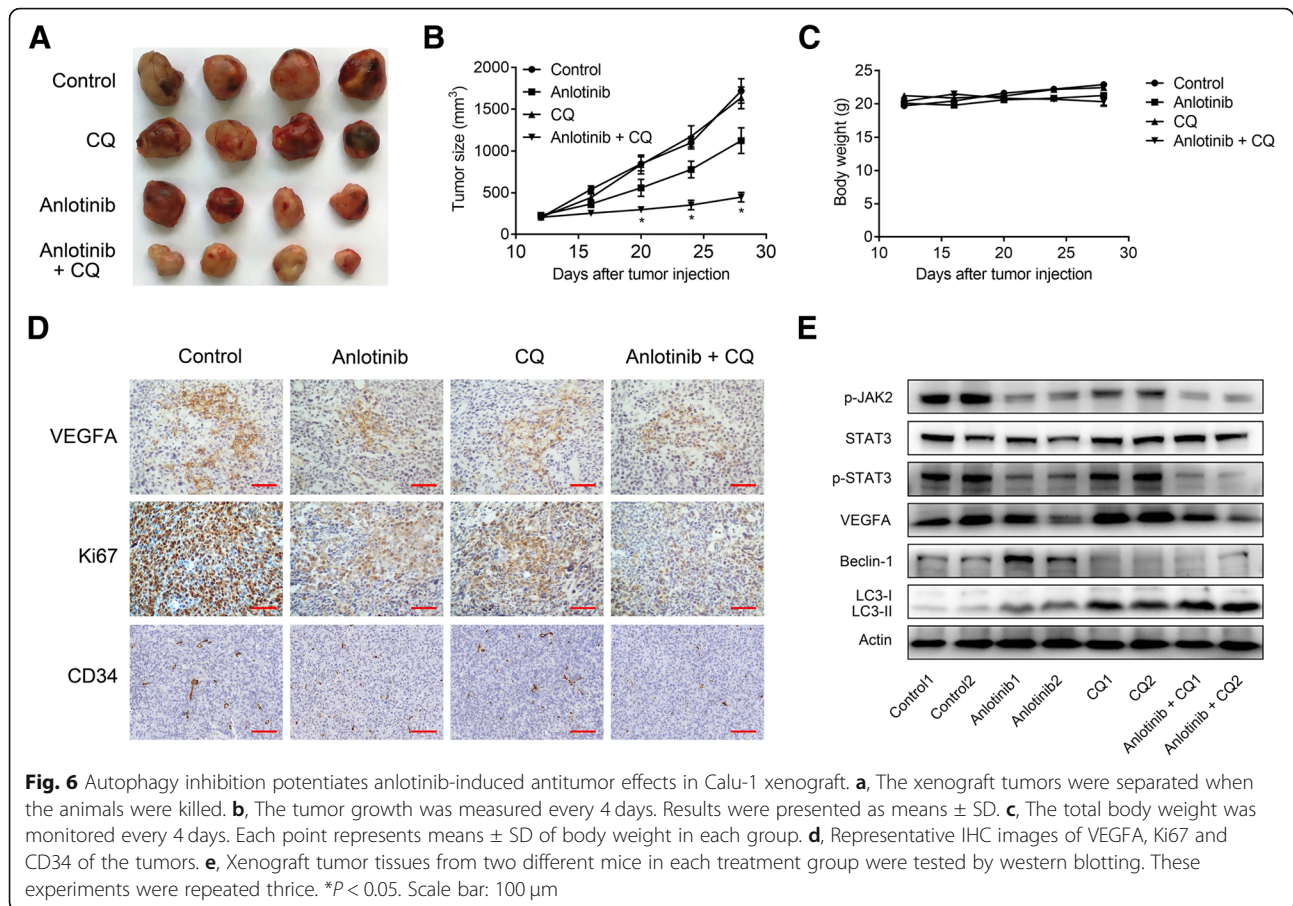 A
Control
CQ
Anlotinib
Anlotinib
+ CQ
B
2000
1500
1000
500
0
Tumor size (mm³)
10 15 20 25 30
Days after tumor injection
Control
Anlotinib
CQ
Anlotinib + CQ
* * *
C
25
20
15
10
5
0
Body weight (g)
10 15 20 25 30
Days after tumor injection
Control
Anlotinib
CQ
Anlotinib + CQ
D
Control Anlotinib CQ Anlotinib + CQ
VEGFA
Ki67
CD34
E
p-JAK2
STAT3
p-STAT3
VEGFA
Beclin-1
LC3-I
LC3-II
Actin
Control1
Control2
Anlotinib1
Anlotinib2
CQ1
CQ2
Anlotinib + CQ1
Anlotinib + CQ2
Fig. 6 Autophagy inhibition potentiates anlotinib-induced antitumor effects in Calu-1 xenograft. a, The xenograft tumors were separated when
the animals were killed. b, The tumor growth was measured every 4 days. Results were presented as means ± SD. c, The total body weight was
monitored every 4 days. Each point represents means ± SD of body weight in each group. d, Representative IHC images of VEGFA, Ki67 and
CD34 of the tumors. e, Xenograft tumor tissues from two different mice in each treatment group were tested by western blotting. These
experiments were repeated thrice. *P < 0.05. Scale bar: 100 μm